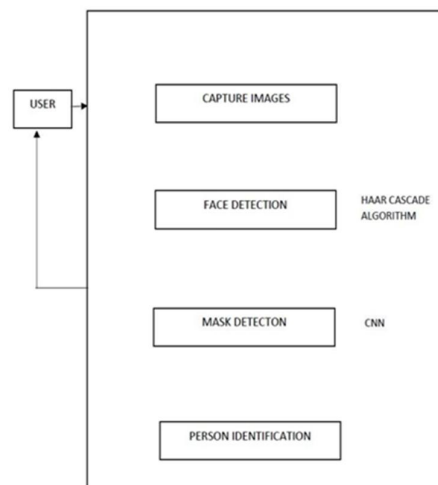 USER
CAPTURE IMAGES
FACE DETECTION
HAAR CASCADE
ALGORITHM
MASK DETECTON
CNN
PERSON IDENTIFICATION